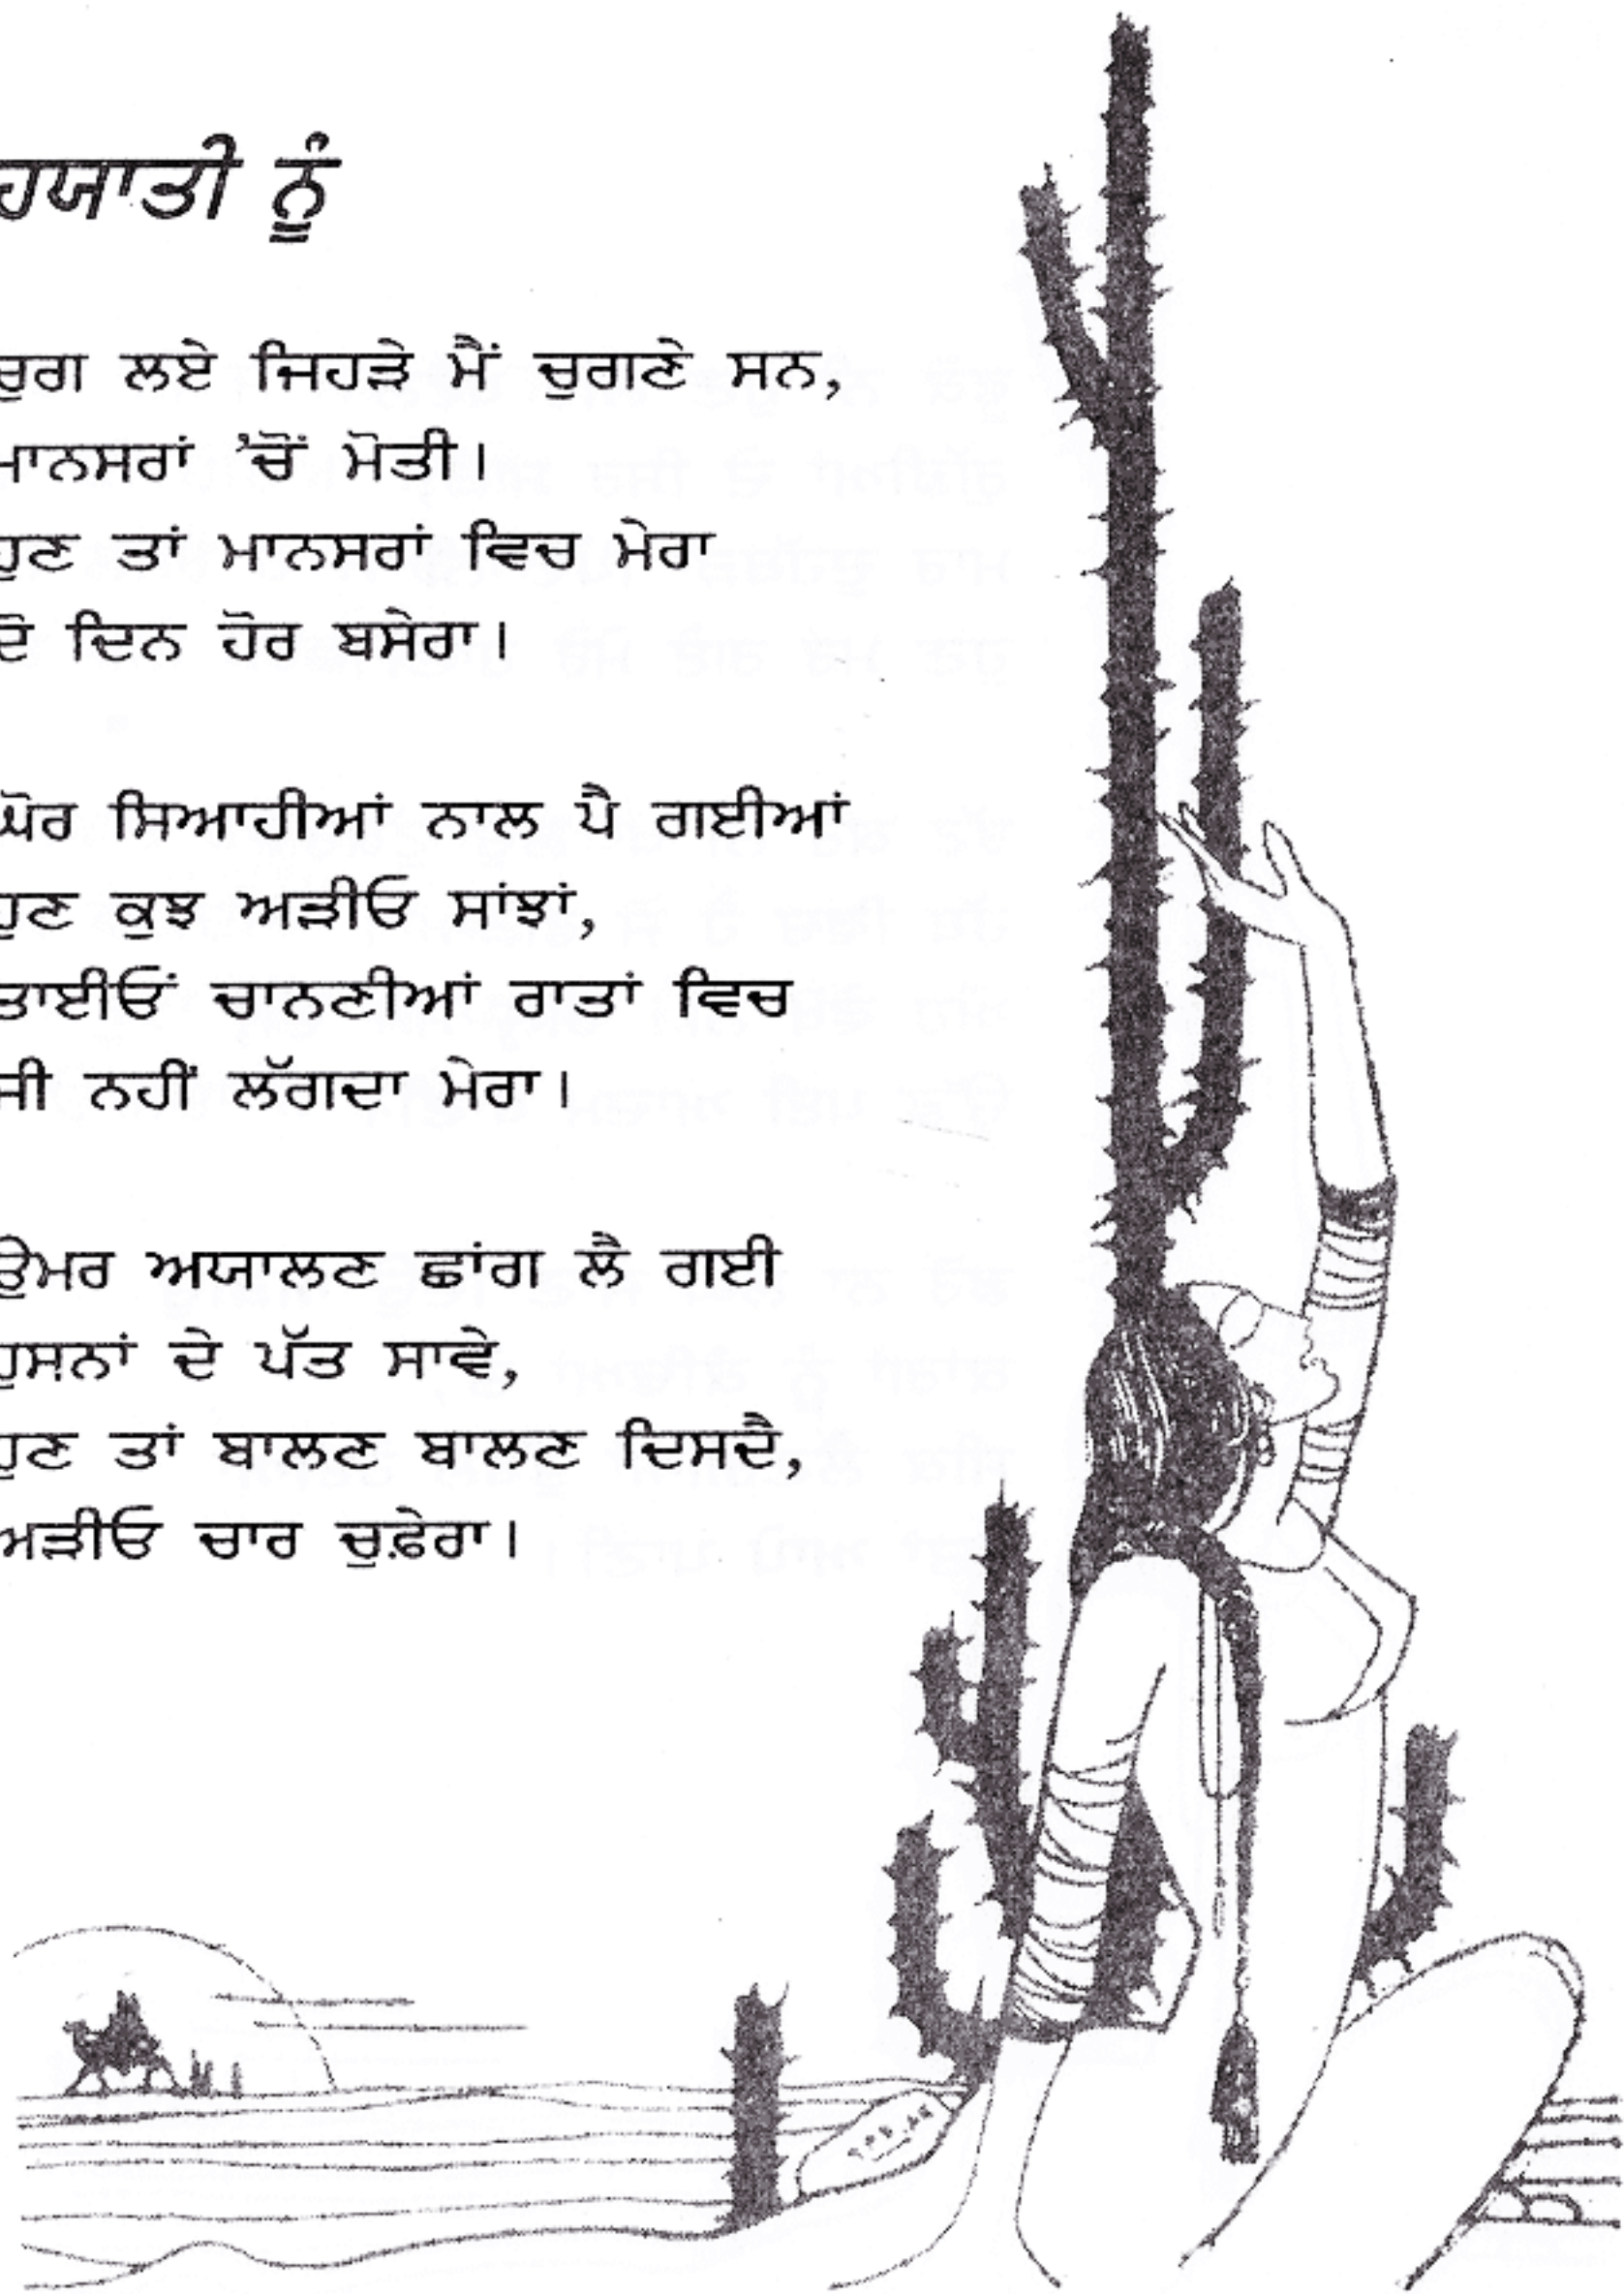 ਹਯਾਤੀ ਨੂੰ
ਚੁਗ ਲਏ ਜਿਹੜੇ ਮੈਂ ਚੁਗਣੇ ਸਨ,
ਮਾਨਸਰਾਂ ’ਚੋਂ ਮੋਤੀ।
ਹੁਣ ਤਾਂ ਮਾਨਸਰਾਂ ਵਿਚ ਮੇਰਾ
ਦੋ ਦਿਨ ਹੋਰ ਬਸੇਰਾ।
ਘੋਰ ਸਿਆਹੀਆਂ ਨਾਲ ਪੈ ਗਈਆਂ
ਹੁਣ ਕੁਝ ਅੜੀਓ ਸਾਂਝਾਂ,
ਤਾਈਓਂ ਚਾਨਣੀਆਂ ਰਾਤਾਂ ਵਿਚ
ਜੀ ਨਹੀਂ ਲੱਗਦਾ ਮੇਰਾ।
ਉਮਰ ਅਯਾਲਣ ਛਾਂਗ ਲੈ ਗਈ
ਹੁਸਨਾਂ ਦੇ ਪੱਤ ਸਾਵੇ,
ਹੁਣ ਤਾਂ ਬਾਲਣ ਬਾਲਣ ਦਿਸਦੈ,
ਅੜੀਓ ਚਾਰ ਚੁਫ਼ੇਰਾ।